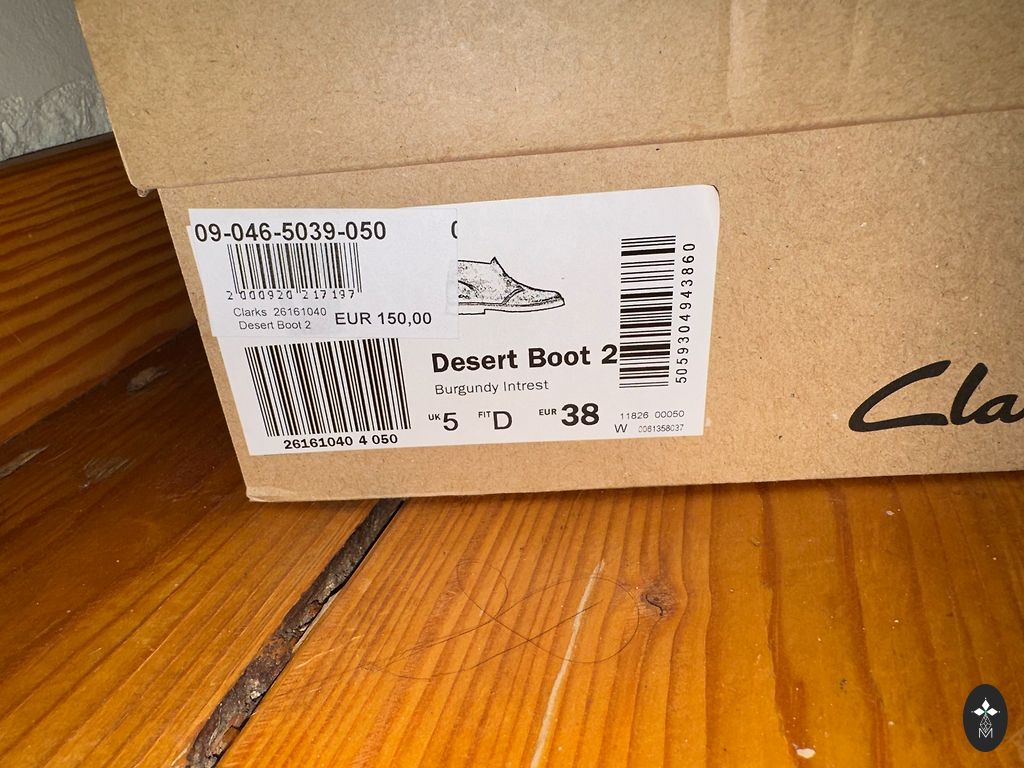 09-046-5039-050
2 000920 217197
Clarks 26161040
Desert Boot 2
EUR 150,00
26161040 4 050
Desert Boot 2
Burgundy Intrest
UK 5 FIT D EUR 38
11826 00050
W 0081358037
5059304943860
Cla
M